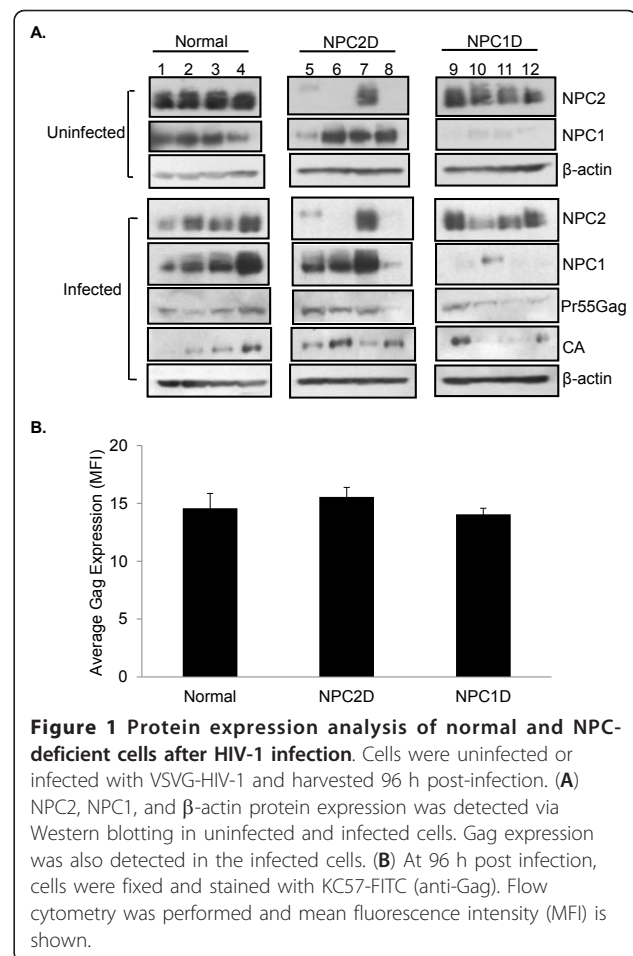 A.
Normal NPC2D NPC1D
1 2 3 4 5 6 7 8 9 10 11 12
NPC2
Uninfected
NPC1
β-actin
NPC2
NPC1
Infected
Pr55Gag
CA
β-actin
B.
Average Gag Expression (MFI)
20
15
10
5
0
Normal NPC2D NPC1D
Figure 1 Protein expression analysis of normal and NPC-
deficient cells after HIV-1 infection. Cells were uninfected or
infected with VSVG-HIV-1 and harvested 96 h post-infection. (A)
NPC2, NPC1, and β-actin protein expression was detected via
Western blotting in uninfected and infected cells. Gag expression
was also detected in the infected cells. (B) At 96 h post infection,
cells were fixed and stained with KC57-FITC (anti-Gag). Flow
cytometry was performed and mean fluorescence intensity (MFI) is
shown.